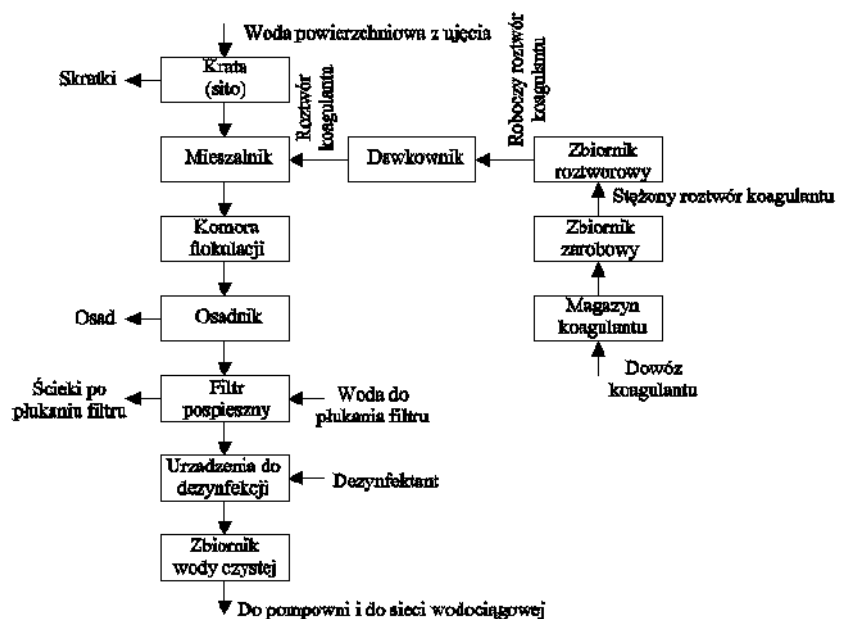 Woda powierzchniowa z ujęcia
Skratki
Krata
(sito)
Roztwór
koagulantu
Roboczy roztwór
koagulantu
Mieszalnik
Dawkownik
Zbiornik
roztworowy
Stężony roztwór koagulantu
Komora
flokulacji
Zbiornik
zarobowy
Osad
Osadnik
Magazyn
koagulantu
Dowóz
koagulantu
Ścieki po
płukaniu filtru
Filtr
pospieszny
Woda do
płukania filtru
Urzadzenia do
dezynfekcji
Dezynfektant
Zbiornik
wody czystej
Do pompowni i do sieci wodociągowej